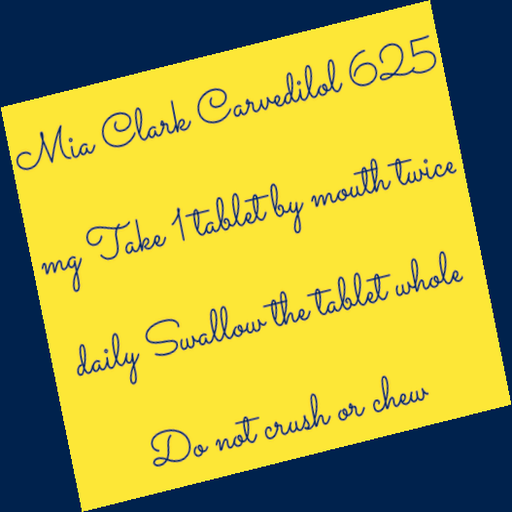 Mia Clark Carvedilol 625
mg Take 1 tablet by mouth twice
daily Swallow the tablet whole
Do not crush or chew